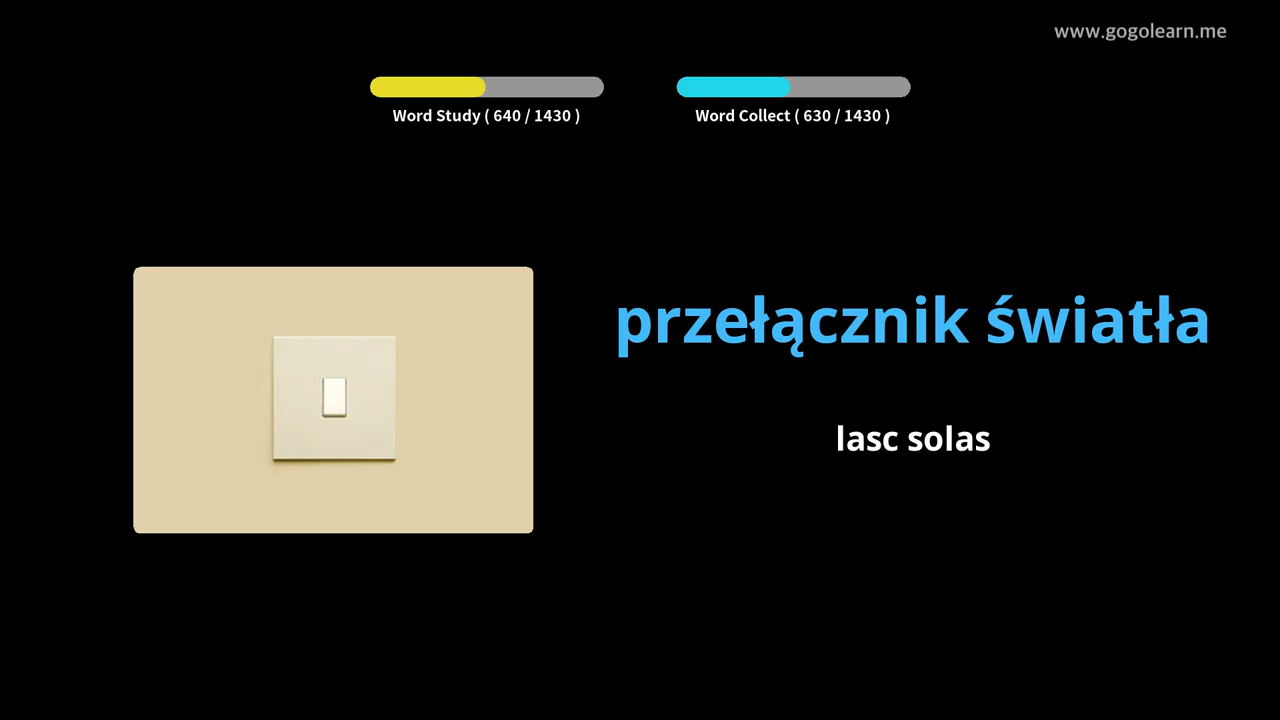 www.gogolearn.me
Word Study ( 640 / 1430 )
Word Collect ( 630 / 1430 )
przełącznik światła
lasc solas